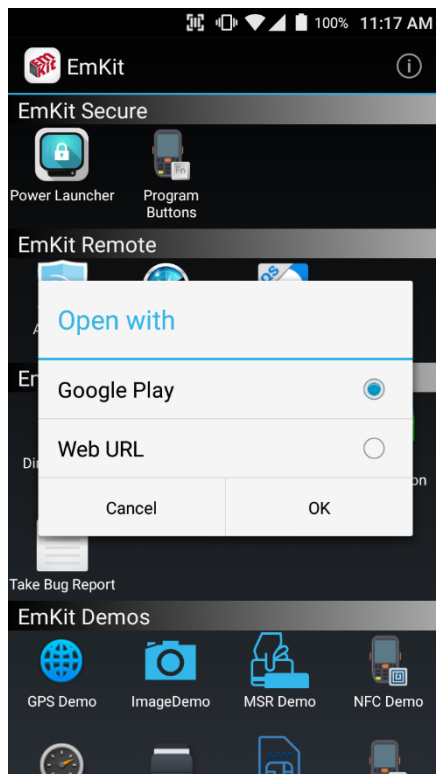 100% 11:17 AM
EmKit
EmKit Secure
Power Launcher
Program
Buttons
EmKit Remote
Open with
Google Play
Web URL
Cancel
OK
Take Bug Report
EmKit Demos
GPS Demo
ImageDemo
MSR Demo
NFC Demo